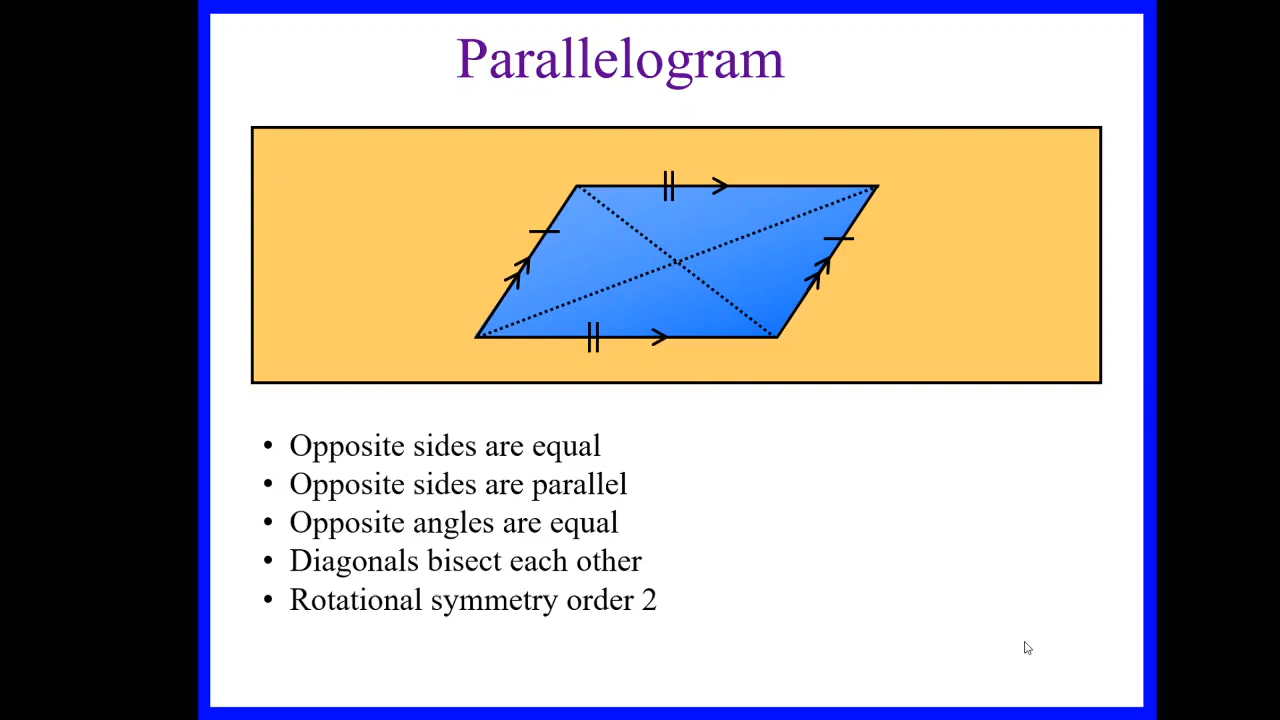 Parallelogram
• Opposite sides are equal
• Opposite sides are parallel
• Opposite angles are equal
• Diagonals bisect each other
• Rotational symmetry order 2